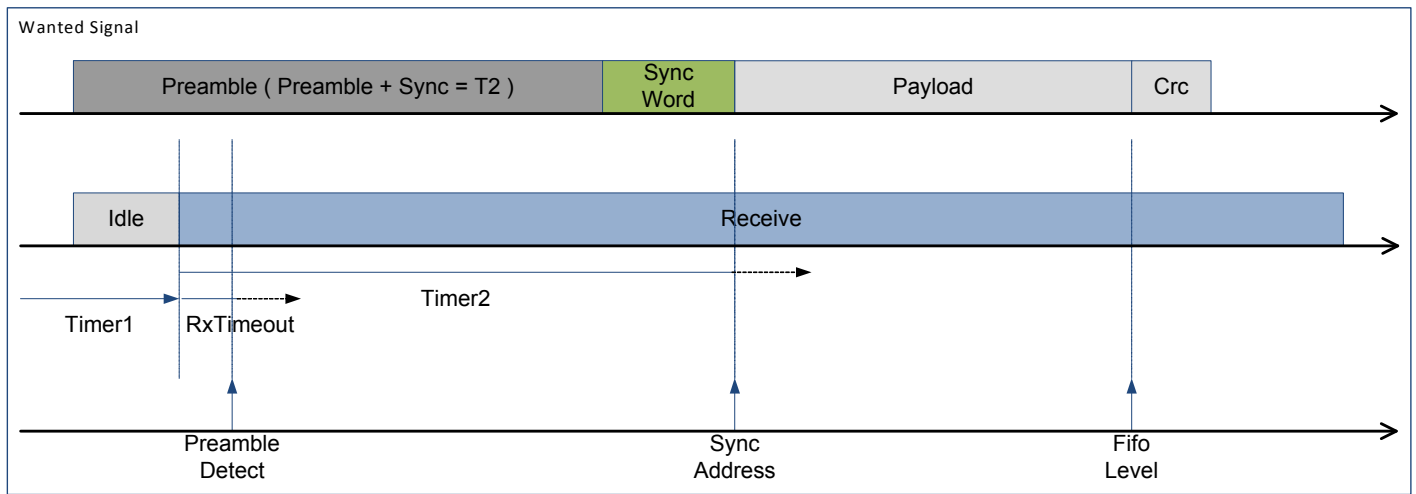 Wanted Signal
Preamble ( Preamble + Sync = T2 )
Sync
Word
Payload
Crc
Idle
Receive
Timer2
Timer1
RxTimeout
Preamble
Detect
Sync
Address
Fifo
Level